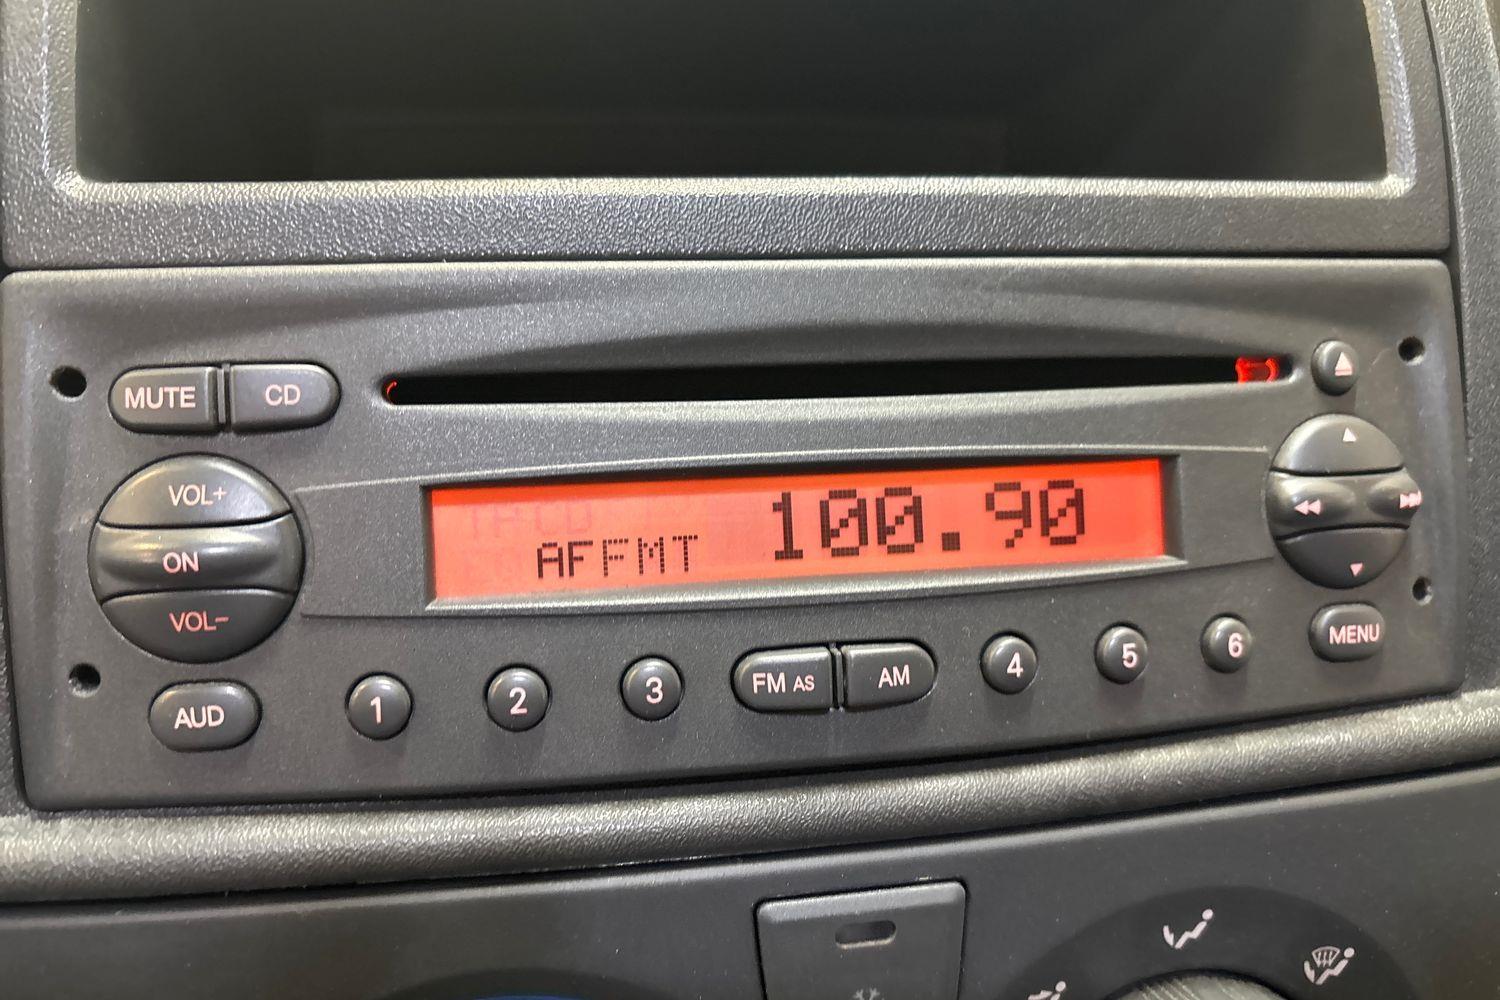 MUTE CD
VOL+
ON
VOL-
AUD
AFFMT 100.90
1 2 3 FM AS AM 4 5 6
MENU